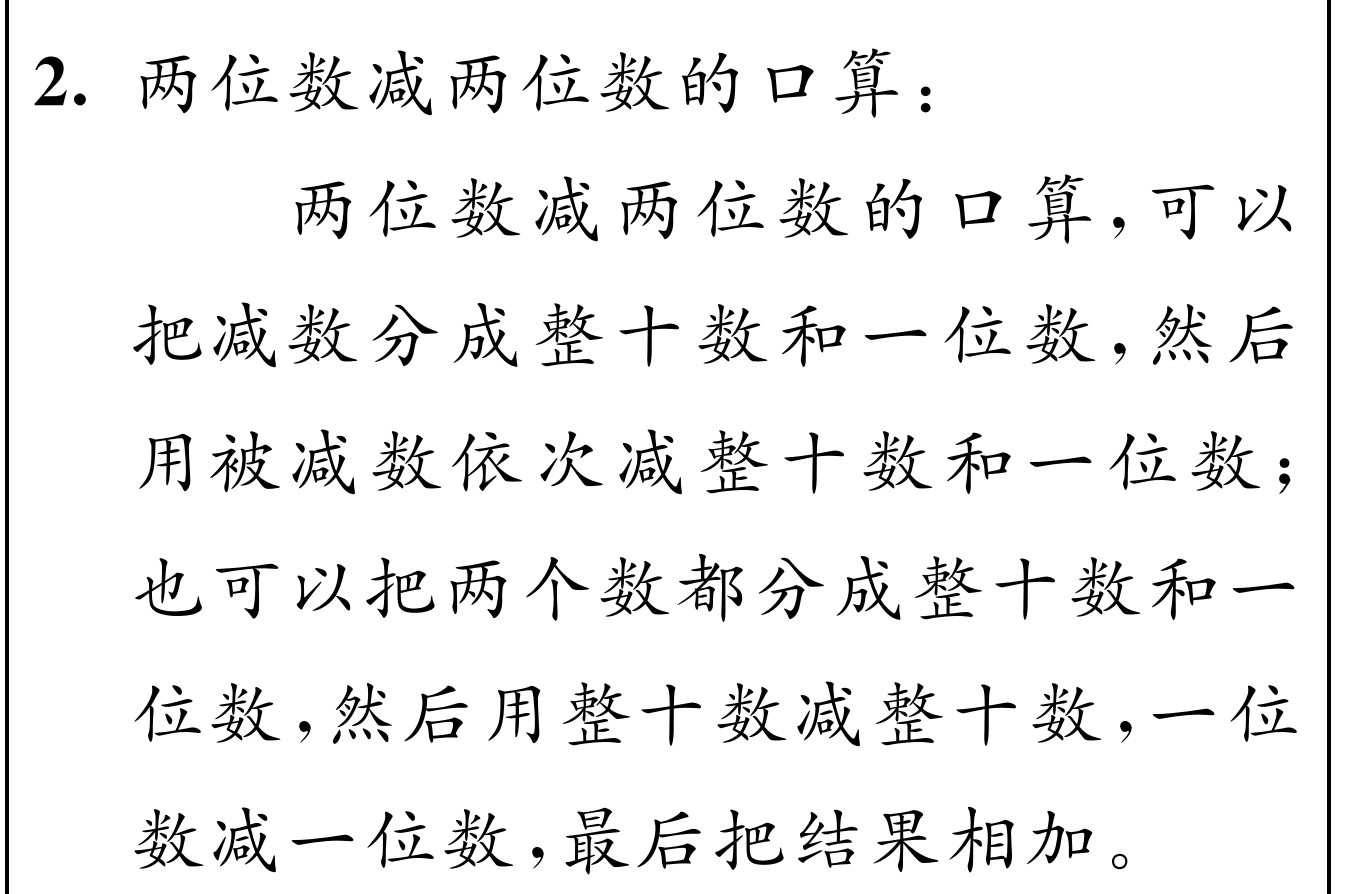 2. 两位数减两位数的口算：
两位数减两位数的口算，可以
把减数分成整十数和一位数，然后
用被减数依次减整十数和一位数；
也可以把两个数都分成整十数和一
位数，然后用整十数减整十数，一位
数减一位数，最后把结果相加。